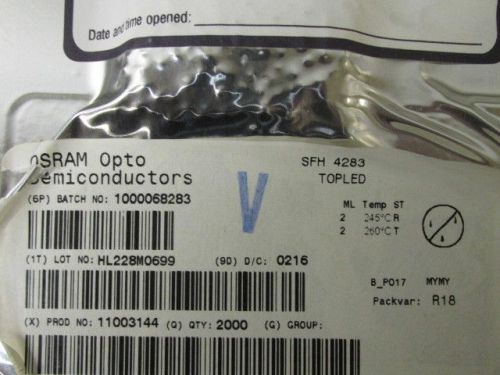 Date and time opened:
OSRAM Opto
Semiconductors
SFH 4283
TOPLED
V
(6P) BATCH NO: 1000068283
ML Temp ST
2 245°C R
2 260°C T
(1T) LOT NO: HL228M0699 (9D) D/C: 0216
B_P017 MYMY
Packvar: R18
(X) PROD NO: 11003144 (Q) QTY: 2000 (G) GROUP: